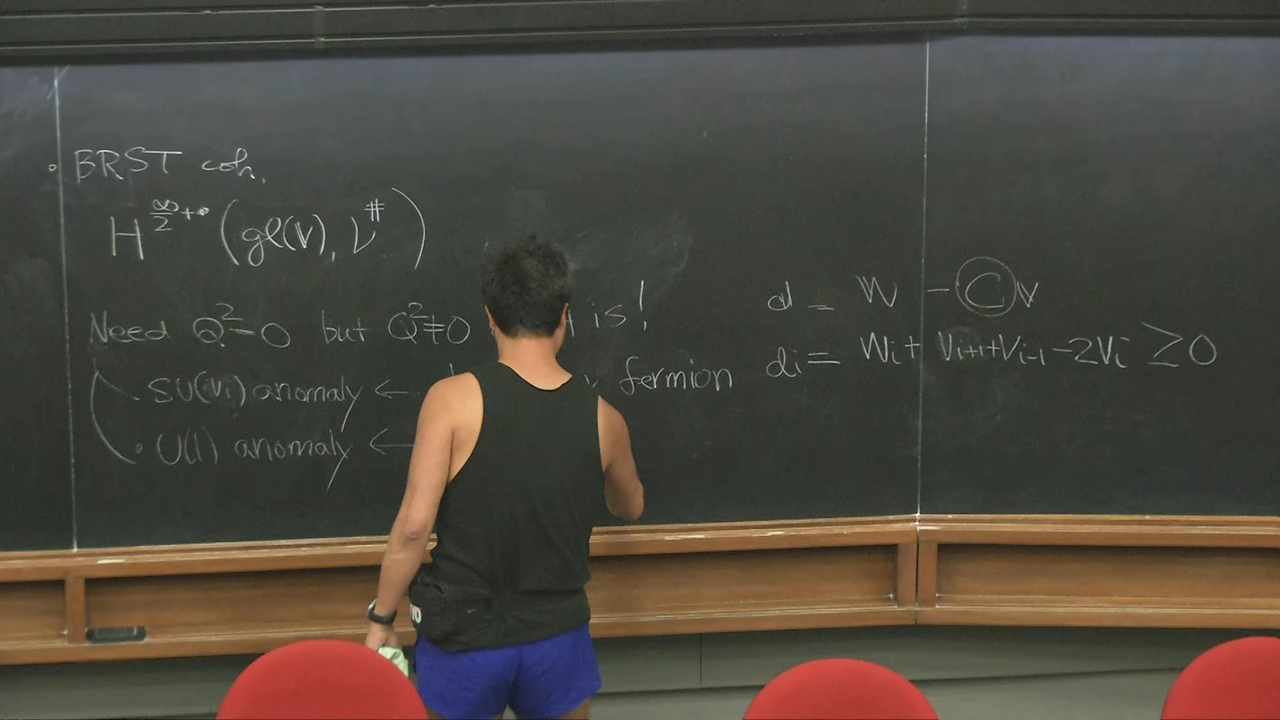 • BRST coh.
H^{∞/2+•}(gl(V), V^#)
Need Q²=0 but Q²≠0 is!
SU(Vi) anomaly ← fermion
• U(1) anomaly ←
d = W - C V
di = Wi + Vi+1 + Vi-1 - 2Vi ≥ 0